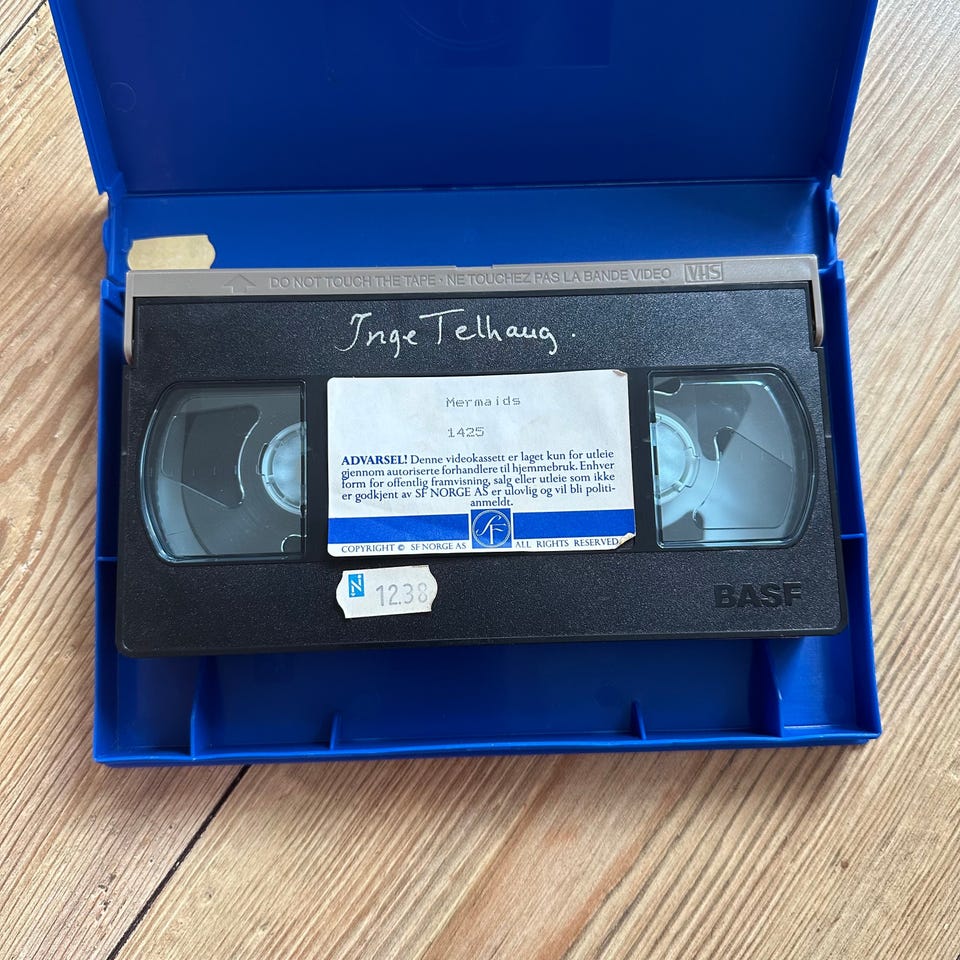 DO NOT TOUCH THE TAPE · NE TOUCHEZ PAS LA BANDE VIDÉO VHS
Inge Telhaug.
Mermaids
1425
ADVARSEL! Denne videokassett er laget kun for utleie
gjennom autoriserte forhandlere til hjemmebruk. Enhver
form for offentlig framvisning, salg eller utleie som ikke
er godkjent av SF NORGE AS er ulovlig og vil bli politi-
anmeldt.
SF
COPYRIGHT © SF NORGE AS ALL RIGHTS RESERVED
N 1238
BASF